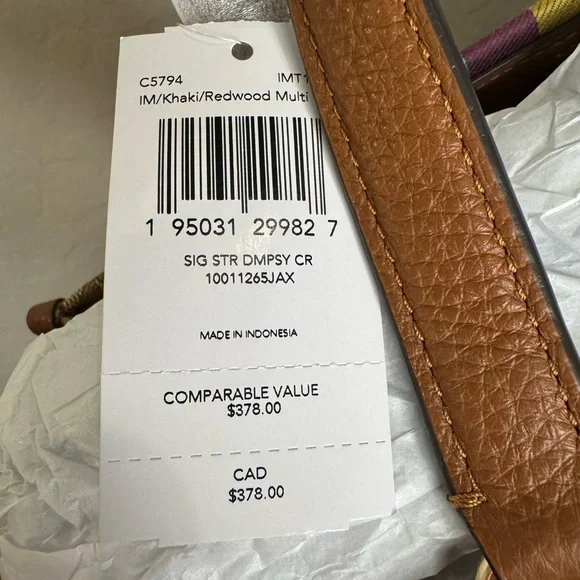 C5794 IMT
IM/Khaki/Redwood Multi
1 95031 29982 7
SIG STR DMPSY CR
10011265JAX
MADE IN INDONESIA
COMPARABLE VALUE
$378.00
CAD
$378.00